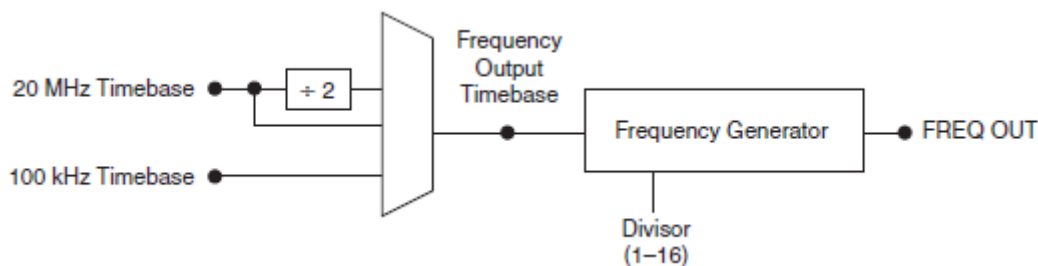 Frequency
Output
Timebase
20 MHz Timebase
÷ 2
Frequency Generator
FREQ OUT
100 kHz Timebase
Divisor
(1–16)